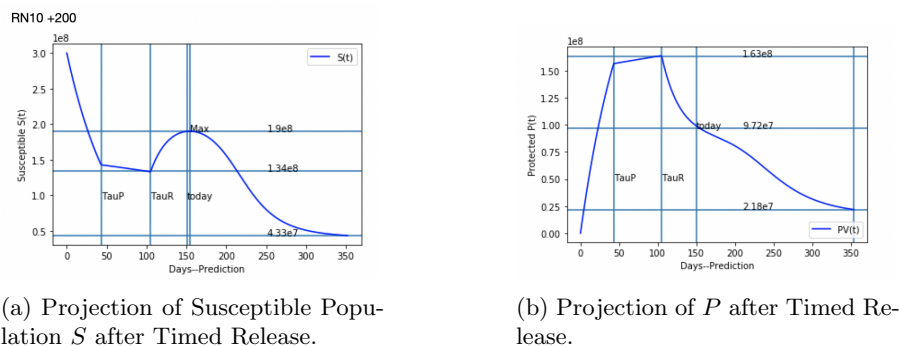 RN10 +200
1e8
S(t)
3.0
2.5
2.0
1.5
1.0
0.5
Susceptible S(t)
Max
1.9e8
1.34e8
TauP
TauR
today
4.33e7
0 50 100 150 200 250 300 350
Days--Prediction
1e8
1.63e8
1.50
1.25
1.00
0.75
0.50
0.25
0.00
Protected P(t)
today
9.72e7
TauP
TauR
2.18e7
PV(t)
0 50 100 150 200 250 300 350
Days--Prediction
(a) Projection of Susceptible Popu-
lation S after Timed Release.
(b) Projection of P after Timed Re-
lease.